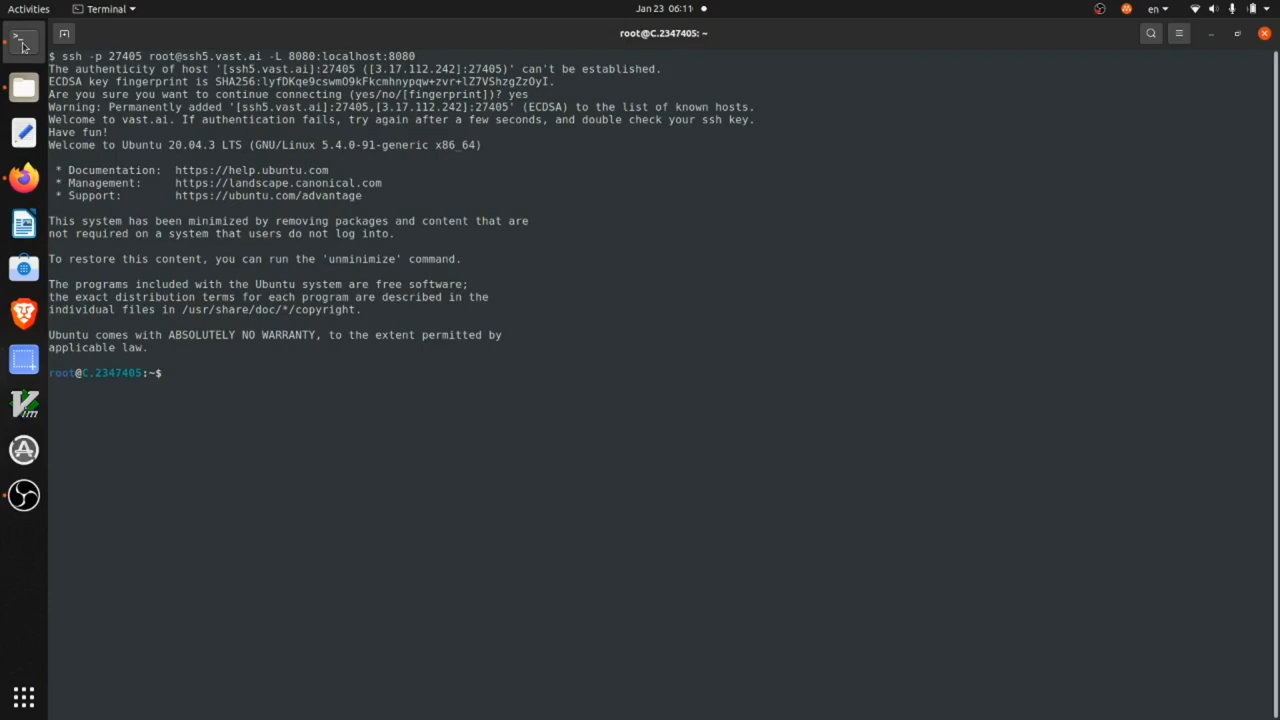 Activities
Terminal
Jan 23 06:11
en
root@C.2347405: ~
$ ssh -p 27405 root@ssh5.vast.ai -L 8080:localhost:8080
The authenticity of host '[ssh5.vast.ai]:27405 ([3.17.112.242]:27405)' can't be established.
ECDSA key fingerprint is SHA256:lyfDKqe9cswmO9kFkcmhnypqw+zvr+lZ7VShzgZzOyI.
Are you sure you want to continue connecting (yes/no/[fingerprint])? yes
Warning: Permanently added '[ssh5.vast.ai]:27405,[3.17.112.242]:27405' (ECDSA) to the list of known hosts.
Welcome to vast.ai. If authentication fails, try again after a few seconds, and double check your ssh key.
Have fun!
Welcome to Ubuntu 20.04.3 LTS (GNU/Linux 5.4.0-91-generic x86_64)
* Documentation: https://help.ubuntu.com
* Management: https://landscape.canonical.com
* Support: https://ubuntu.com/advantage
This system has been minimized by removing packages and content that are
not required on a system that users do not log into.
To restore this content, you can run the 'unminimize' command.
The programs included with the Ubuntu system are free software;
the exact distribution terms for each program are described in the
individual files in /usr/share/doc/*/copyright.
Ubuntu comes with ABSOLUTELY NO WARRANTY, to the extent permitted by
applicable law.
root@C.2347405:~$